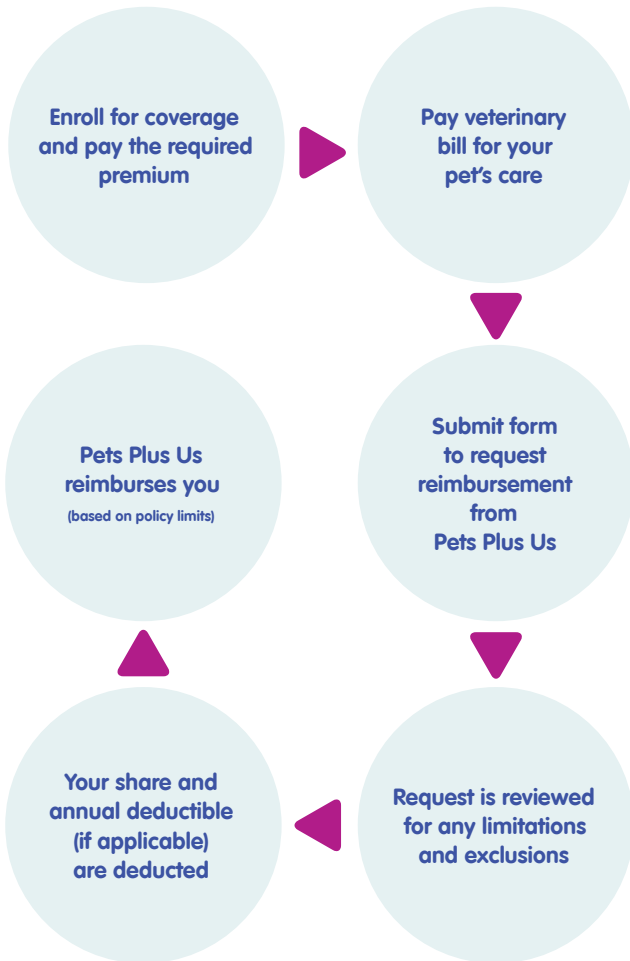 Enroll for coverage
and pay the required
premium
Pay veterinary
bill for your
pet's care
Submit form
to request
reimbursement
from
Pets Plus Us
Request is reviewed
for any limitations
and exclusions
Your share and
annual deductible
(if applicable)
are deducted
Pets Plus Us
reimburses you
(based on policy limits)